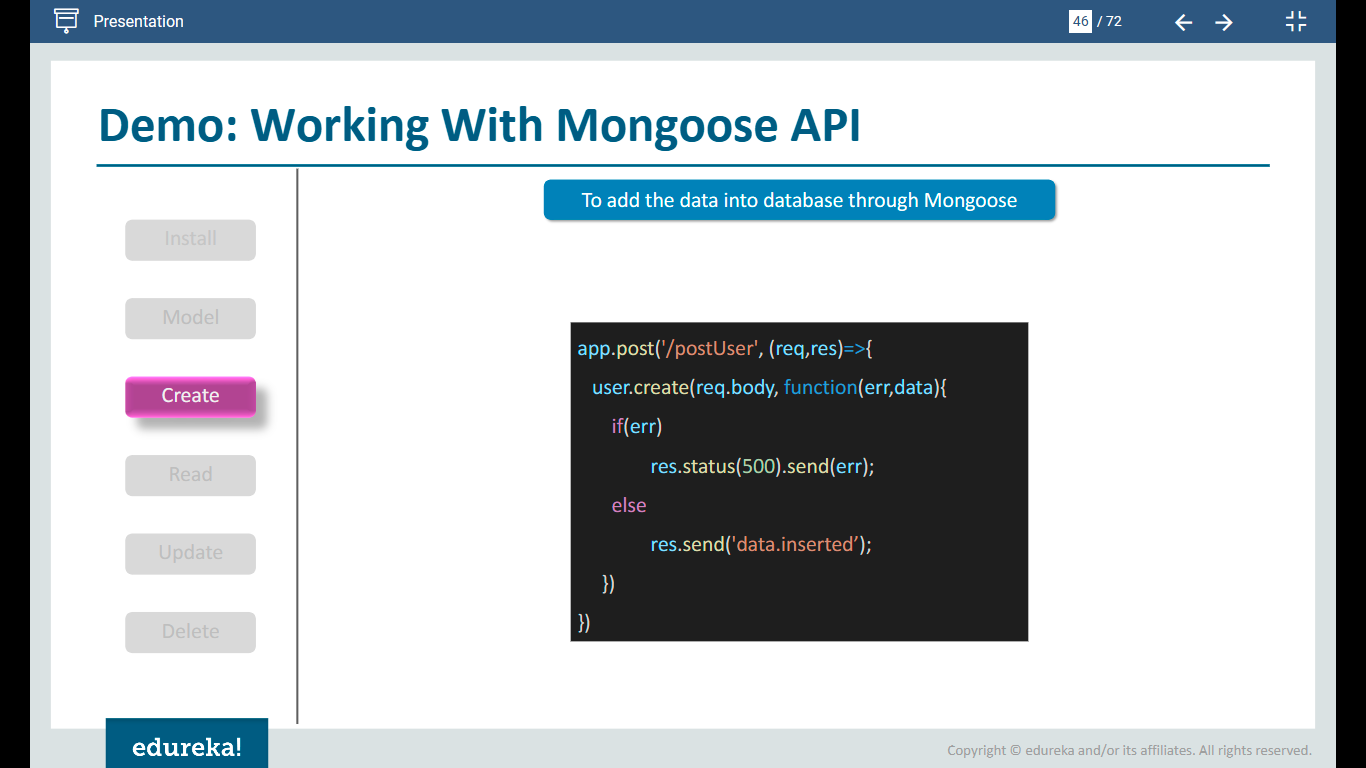 Presentation
46 / 72
Demo: Working With Mongoose API
To add the data into database through Mongoose
Install
Model
Create
Read
Update
Delete
app.post('/postUser', (req,res)=>{
user.create(req.body, function(err,data){
if(err)
res.status(500).send(err);
else
res.send('data.inserted’);
})
})
edureka!
Copyright © edureka and/or its affiliates. All rights reserved.